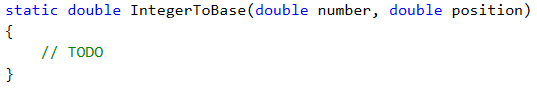 static double IntegerToBase(double number, double position)
{
    // TODO
}